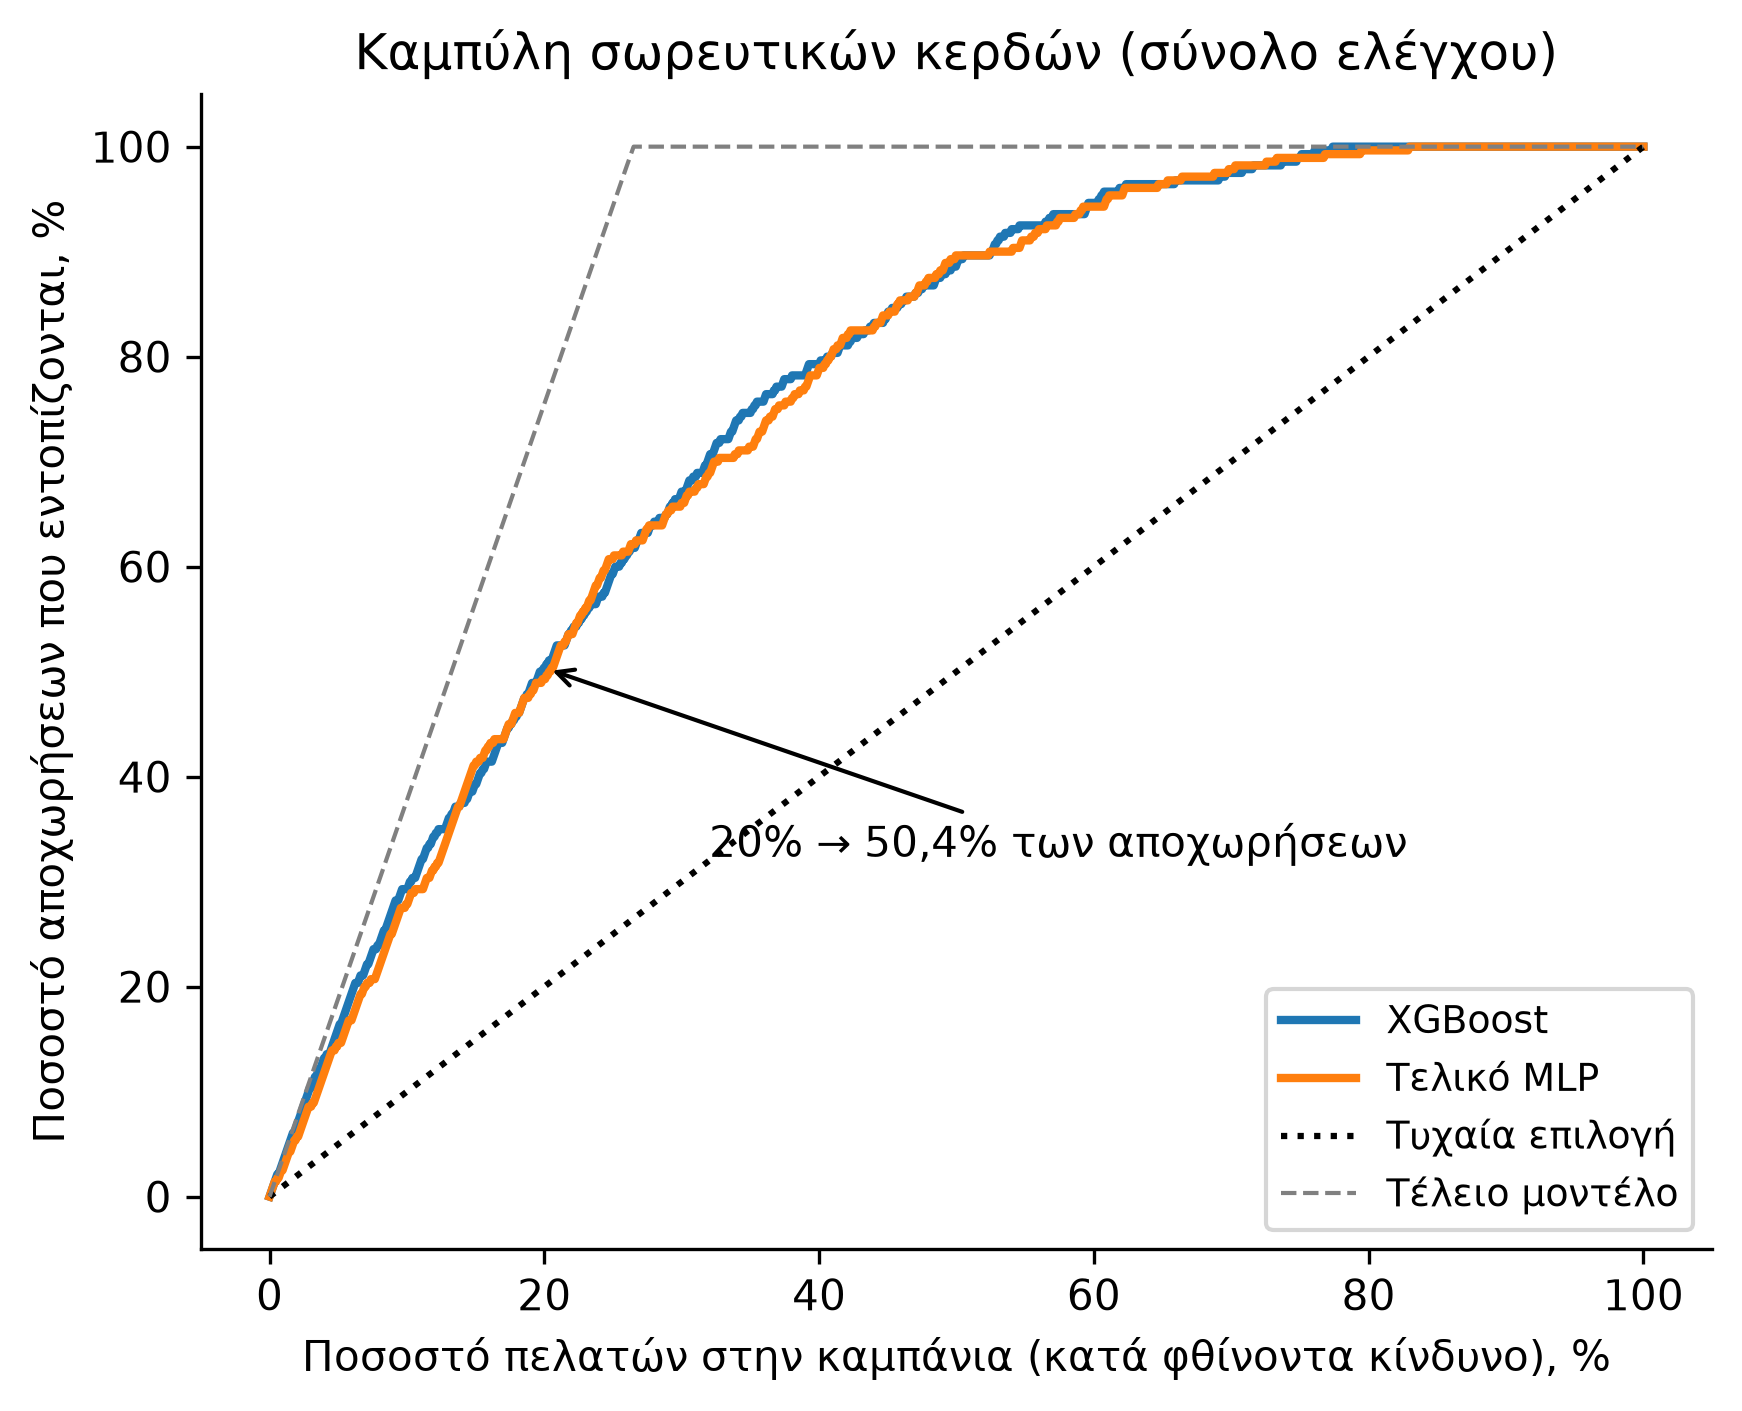 Καμπύλη σωρευτικών κερδών (σύνολο ελέγχου)
Ποσοστό αποχωρήσεων που εντοπίζονται, %
100
80
60
40
20
0
20% → 50,4% των αποχωρήσεων
XGBoost
Τελικό MLP
Τυχαία επιλογή
Τέλειο μοντέλο
0 20 40 60 80 100
Ποσοστό πελατών στην καμπάνια (κατά φθίνοντα κίνδυνο), %